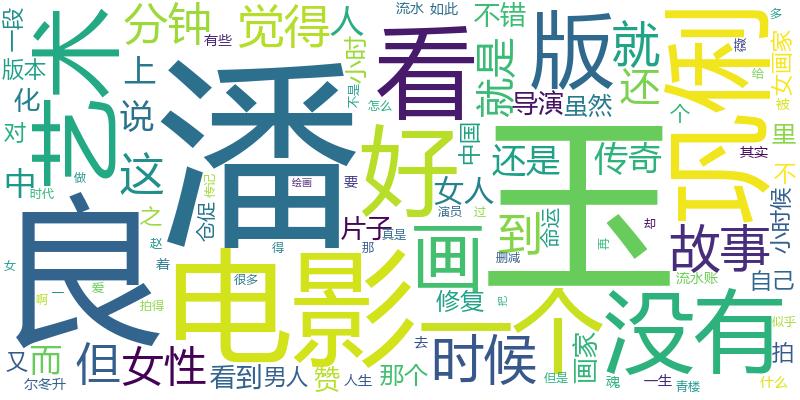 流水 如此
一段 艺术 分钟 有些 觉得 人 看 不错 版 就 巩俐 多 段
版本 上 小时 就是 还 女画家 给
化 说 潘 不是 怎么 导演 虽然 个 被
对 这 好 中国 玉 还是 传奇 里 其实
中 时代 做 传记 绘画 要 女人 到 命运 不
之 仓促 片子 演员 过 却 故事 小时候
良 赵 着 得 那 真是 画 删减 再 流水账 自己
女 爱 电影 很多 一个 没有
啊 一 拍得 修复 把 似乎
又 而 但 女性 看到 男人 赞 那个 去 时候 画家 拍
尔冬升 人生 但是 魂 一生 青楼 什么